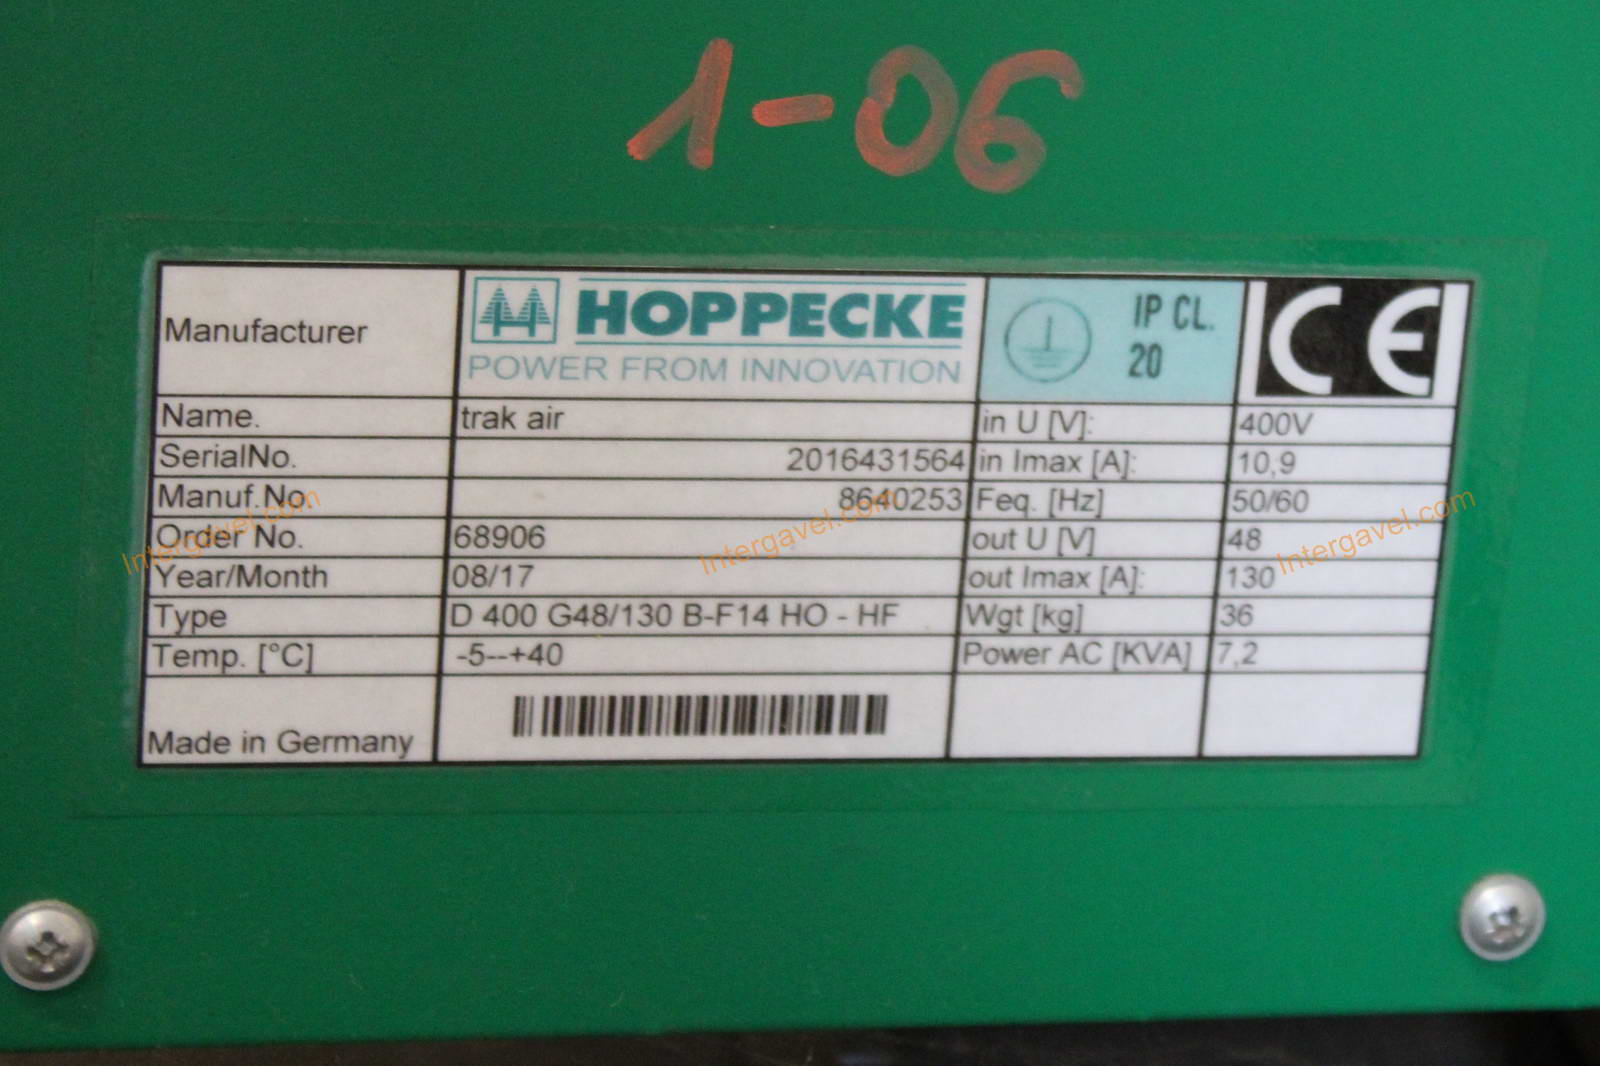 1-06
Manufacturer HOPPECKE IP CL. CE
POWER FROM INNOVATION 20
Name. trak air in U [V]: 400V
SerialNo. 2016431564 in Imax [A]: 10,9
Manuf.No. 8640253 Feq. [Hz] 50/60
Order No. 68906 out U [V] 48
Year/Month 08/17 out Imax [A]: 130
Type D 400 G48/130 B-F14 HO - HF Wgt [kg] 36
Temp. [°C] -5--+40 Power AC [KVA] 7,2
Made in Germany
Intergavel.com Intergavel.com Intergavel.com